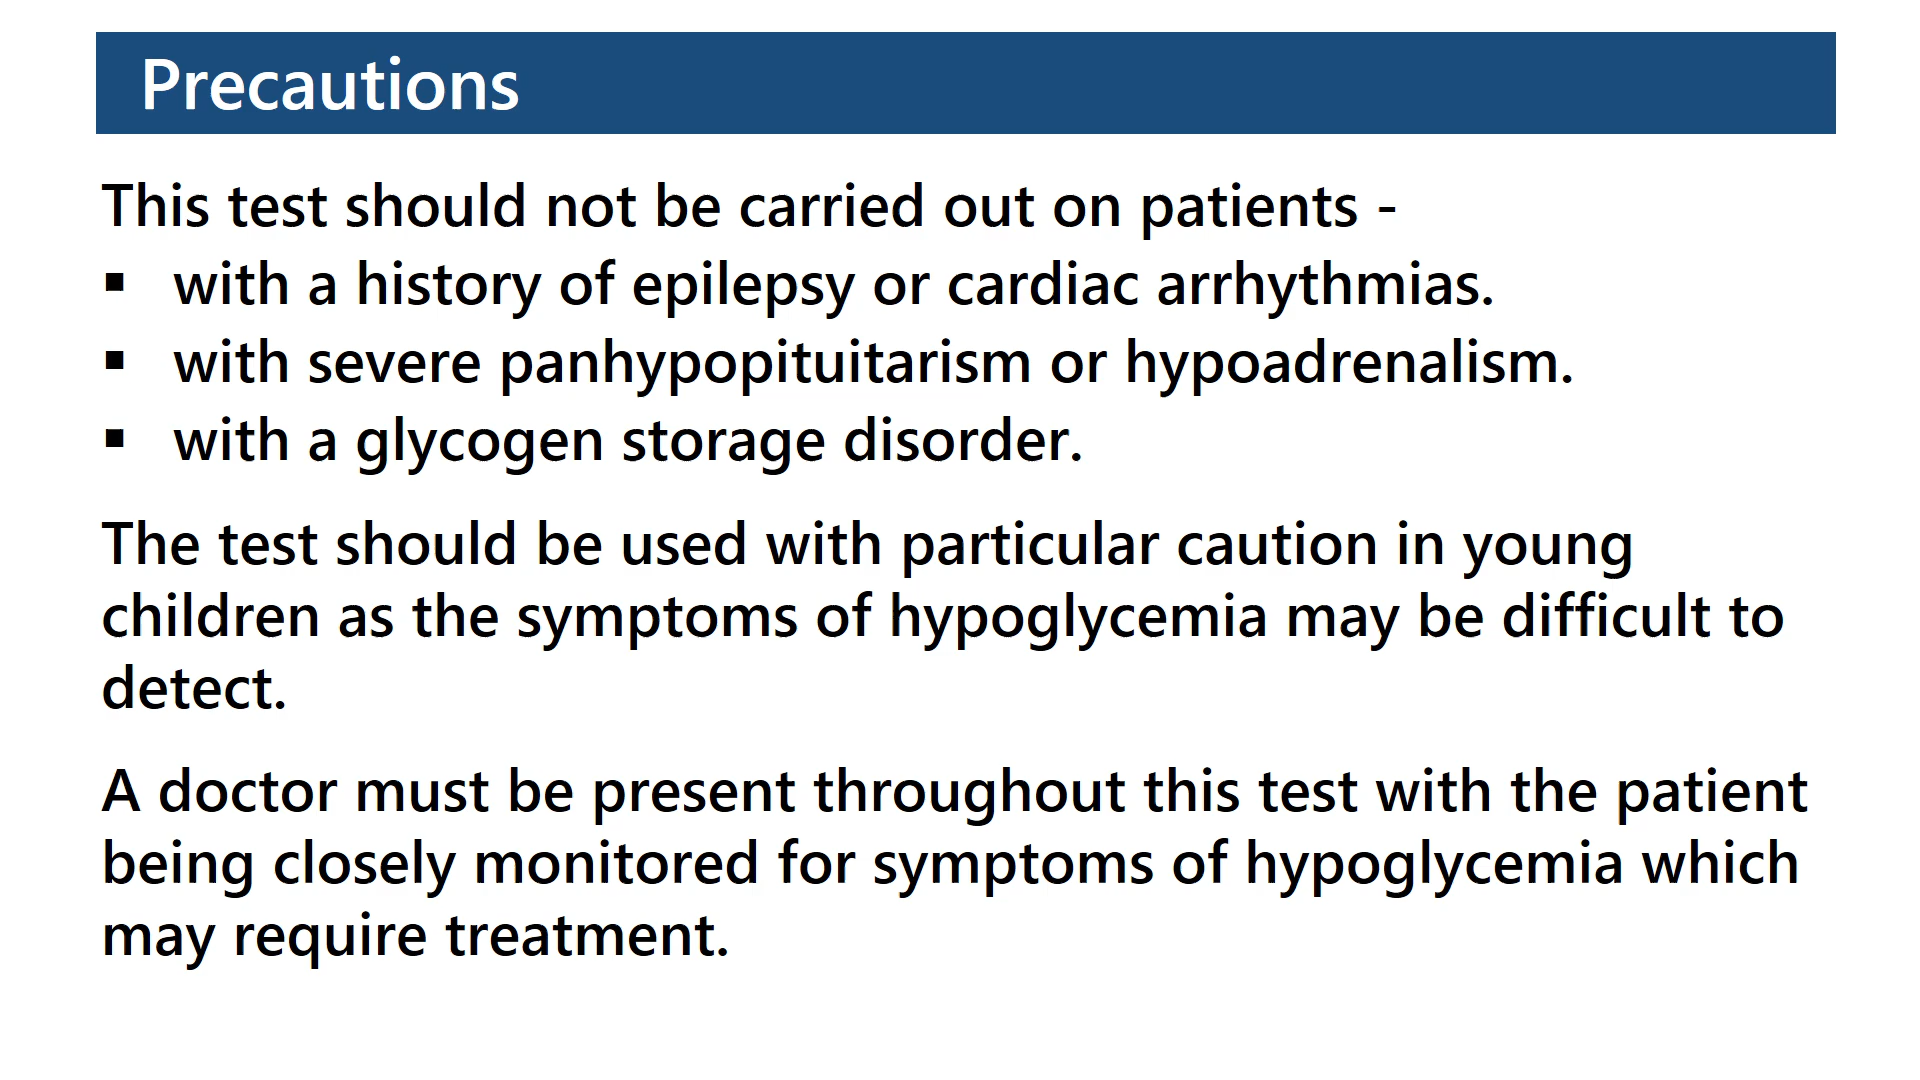 Precautions
This test should not be carried out on patients -
▪ with a history of epilepsy or cardiac arrhythmias.
▪ with severe panhypopituitarism or hypoadrenalism.
▪ with a glycogen storage disorder.
The test should be used with particular caution in young
children as the symptoms of hypoglycemia may be difficult to
detect.
A doctor must be present throughout this test with the patient
being closely monitored for symptoms of hypoglycemia which
may require treatment.